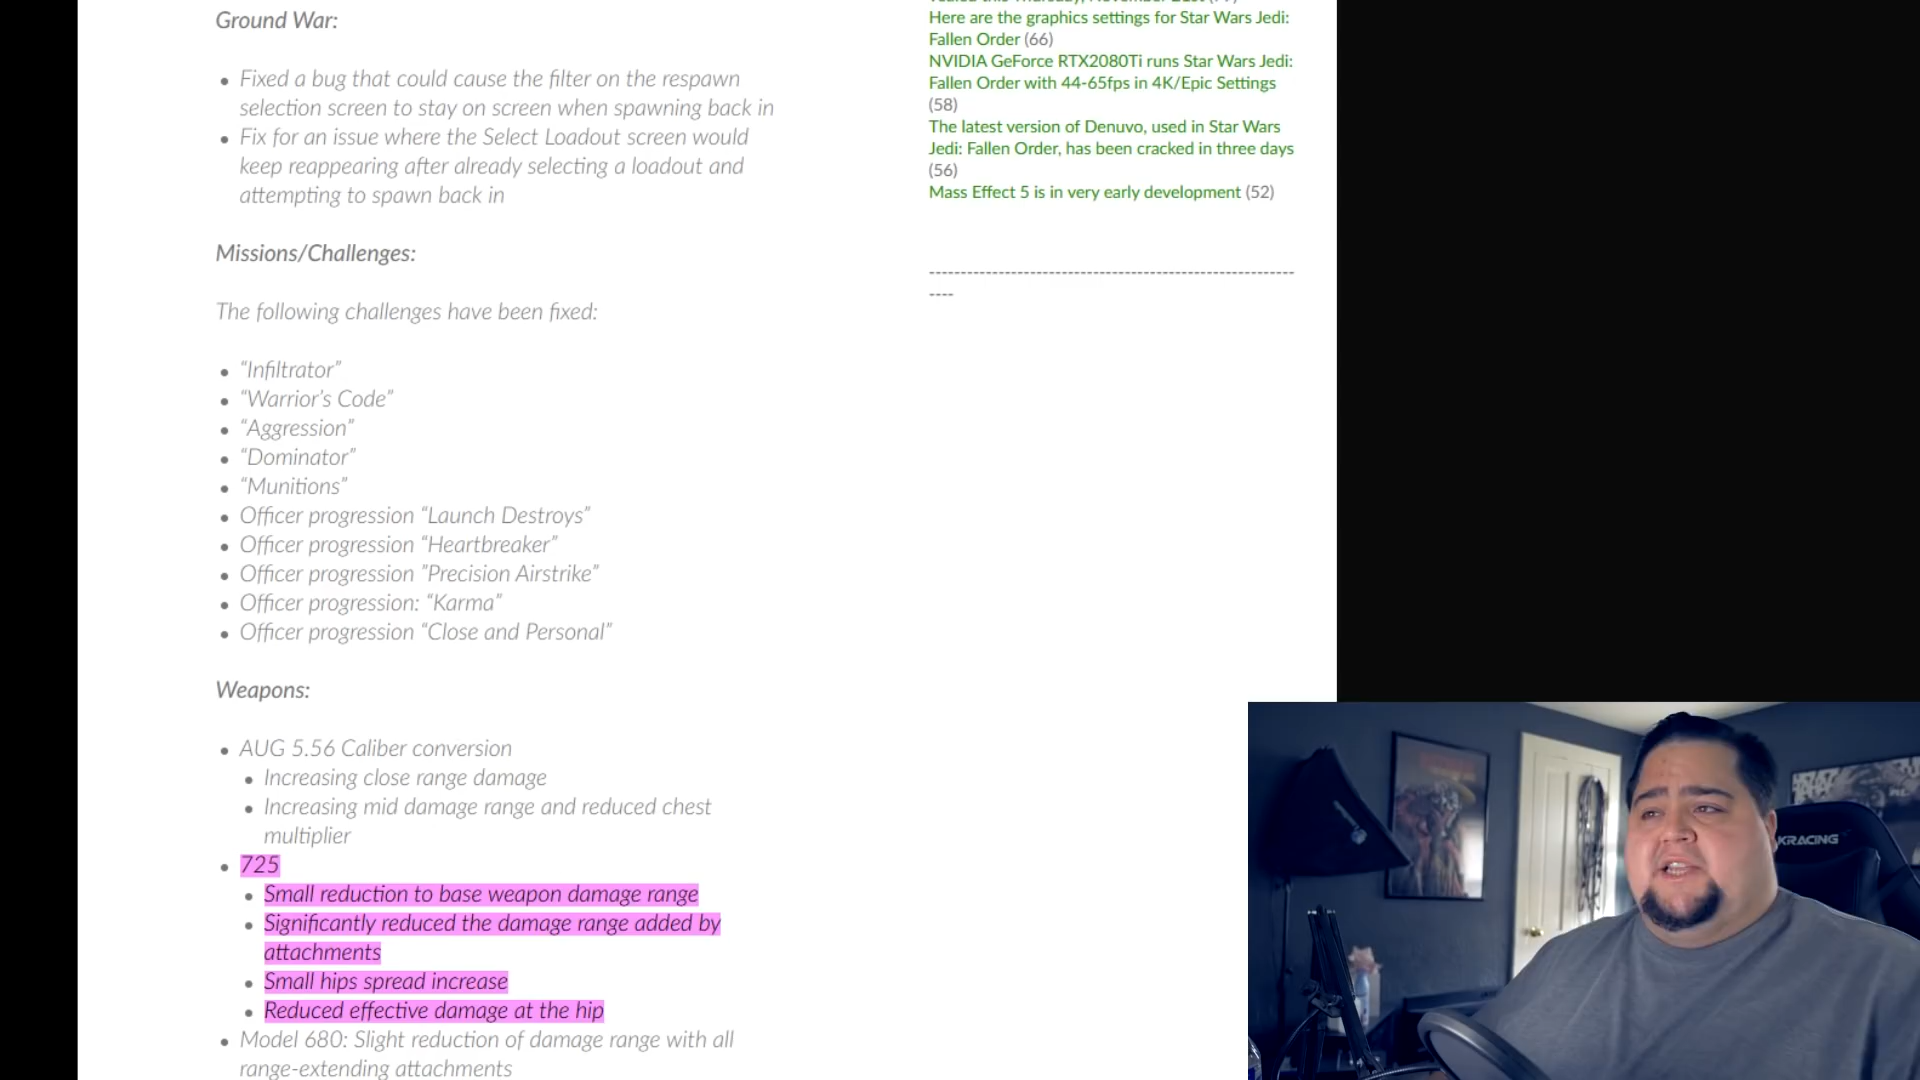 Ground War:
Fixed a bug that could cause the filter on the respawn
selection screen to stay on screen when spawning back in
Fix for an issue where the Select Loadout screen would
keep reappearing after already selecting a loadout and
attempting to spawn back in
Missions/Challenges:
The following challenges have been fixed:
“Infiltrator”
“Warrior’s Code”
“Aggression”
“Dominator”
“Munitions”
Officer progression “Launch Destroys”
Officer progression “Heartbreaker”
Officer progression “Precision Airstrike”
Officer progression: “Karma”
Officer progression “Close and Personal”
Weapons:
AUG 5.56 Caliber conversion
Increasing close range damage
Increasing mid damage range and reduced chest
multiplier
725
Small reduction to base weapon damage range
Significantly reduced the damage range added by
attachments
Small hips spread increase
Reduced effective damage at the hip
Model 680: Slight reduction of damage range with all
range-extending attachments
Here are the graphics settings for Star Wars Jedi:
Fallen Order (66)
NVIDIA GeForce RTX2080Ti runs Star Wars Jedi:
Fallen Order with 44-65fps in 4K/Epic Settings
(58)
The latest version of Denuvo, used in Star Wars
Jedi: Fallen Order, has been cracked in three days
(56)
Mass Effect 5 is in very early development (52)
----------------------------------------------------------
----
KRACING